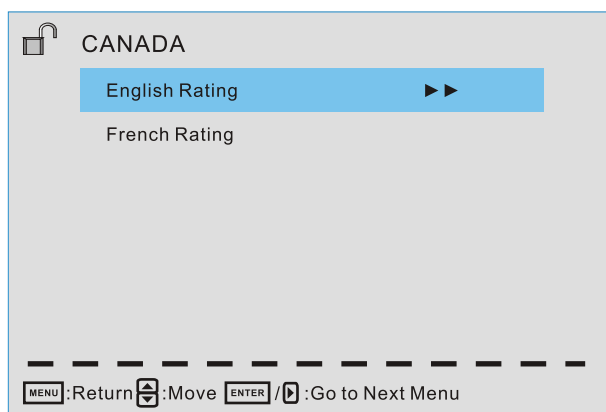 CANADA
English Rating
French Rating
MENU:Return :Move ENTER / :Go to Next Menu